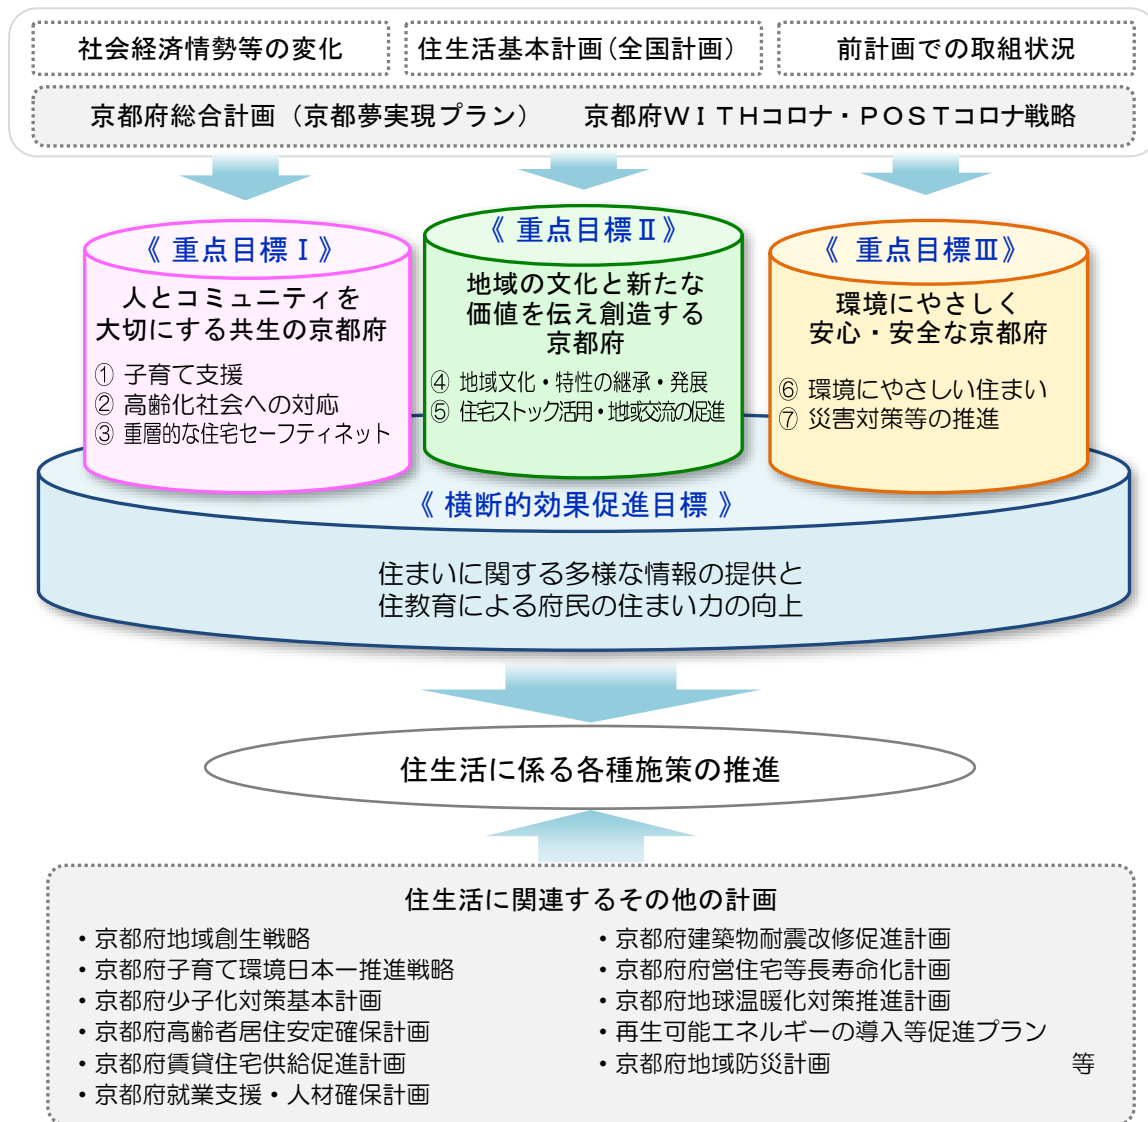 社会経済情勢等の変化
住生活基本計画(全国計画)
前計画での取組状況
京都府総合計画(京都夢実現プラン) 京都府WITHコロナ・POSTコロナ戦略
《 重点目標Ⅰ 》
人とコミュニティを
大切にする共生の京都府
① 子育て支援
② 高齢化社会への対応
③ 重層的な住宅セーフティネット
《 重点目標Ⅱ 》
地域の文化と新たな
価値を伝え創造する
京都府
④ 地域文化・特性の継承・発展
⑤ 住宅ストック活用・地域交流の促進
《 重点目標Ⅲ》
環境にやさしく
安心・安全な京都府
⑥ 環境にやさしい住まい
⑦ 災害対策等の推進
《 横断的効果促進目標 》
住まいに関する多様な情報の提供と
住教育による府民の住まい力の向上
住生活に係る各種施策の推進
住生活に関連するその他の計画
・京都府地域創生戦略
・京都府子育て環境日本一推進戦略
・京都府少子化対策基本計画
・京都府高齢者居住安定確保計画
・京都府賃貸住宅供給促進計画
・京都府就業支援・人材確保計画
・京都府建築物耐震改修促進計画
・京都府府営住宅等長寿命化計画
・京都府地球温暖化対策推進計画
・再生可能エネルギーの導入等促進プラン
・京都府地域防災計画 等